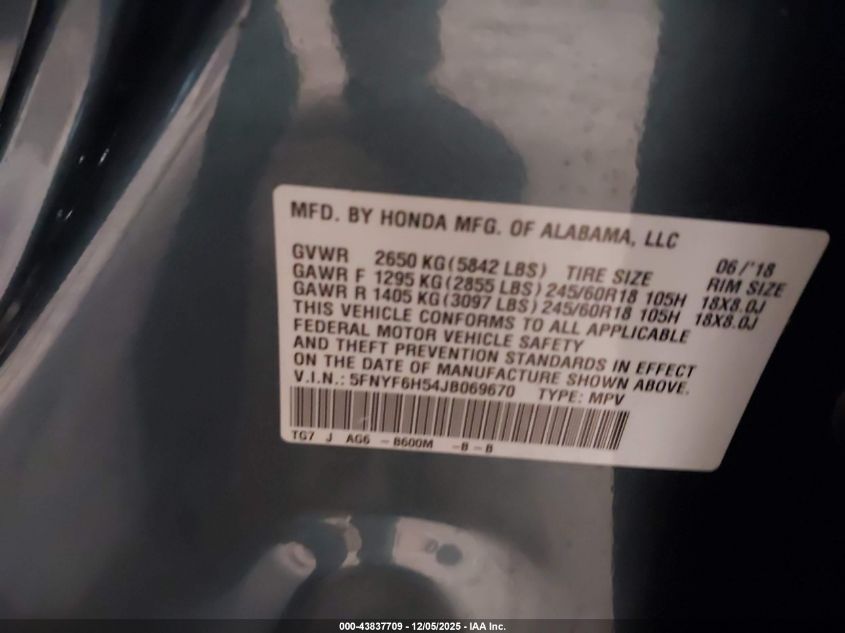 MFD. BY HONDA MFG. OF ALABAMA, LLC
06/'18
GVWR 2650 KG (5842 LBS) TIRE SIZE RIM SIZE
GAWR F 1295 KG (2855 LBS) 245/60R18 105H 18X8.0J
GAWR R 1405 KG (3097 LBS) 245/60R18 105H 18X8.0J
THIS VEHICLE CONFORMS TO ALL APPLICABLE
FEDERAL MOTOR VEHICLE SAFETY
AND THEFT PREVENTION STANDARDS IN EFFECT
ON THE DATE OF MANUFACTURE SHOWN ABOVE.
V.I.N.: 5FNYF6H54JB069670 TYPE: MPV
TG7 J AG6 - B600M -B - B
000-43837709 - 12/05/2025 - IAA Inc.